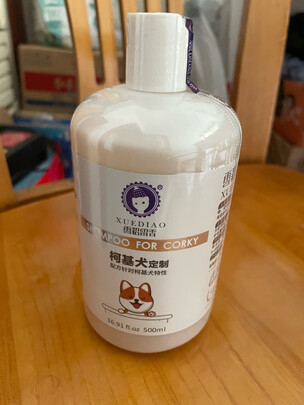 XUEDIAO
雪貂留香
SHAMPOO FOR CORKY
柯基犬定制
配方针对柯基犬特性
16.91 fl.oz 500ml